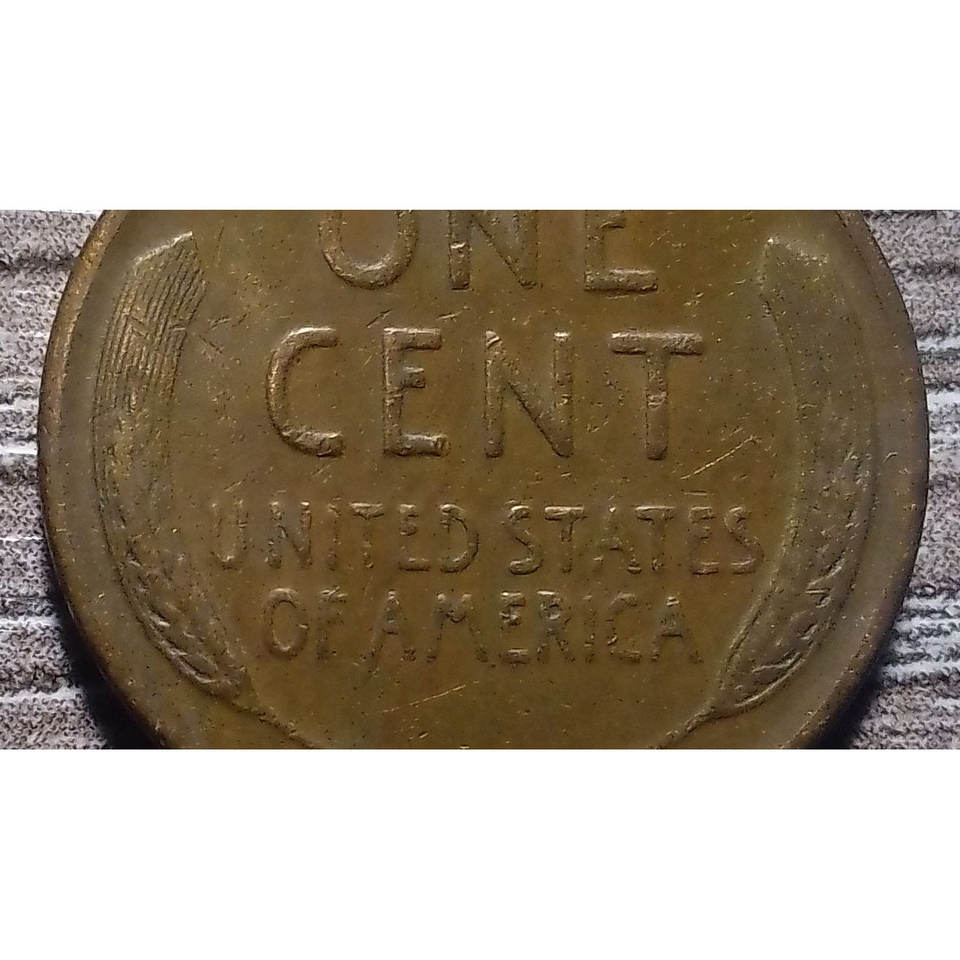 ONE
CENT
UNITED STATES
OF AMERICA